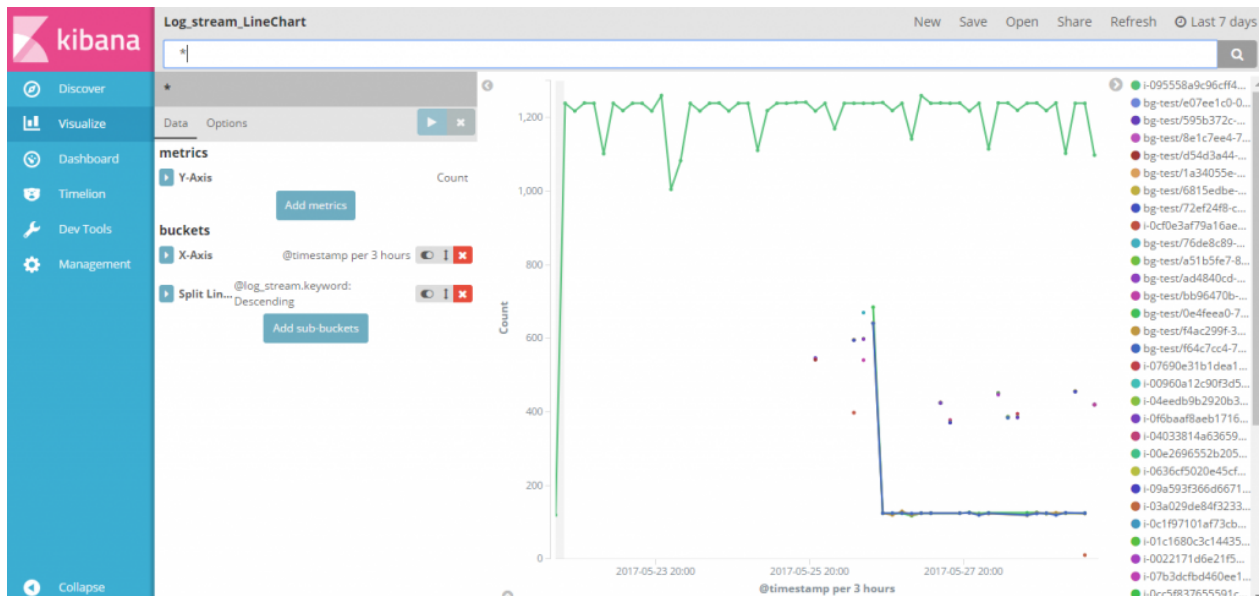 kibana
Discover
Visualize
Dashboard
Timelion
Dev Tools
Management
Collapse
Log_stream_LineChart
New Save Open Share Refresh Last 7 days
*
*
Data Options
metrics
Y-Axis Count
Add metrics
buckets
X-Axis @timestamp per 3 hours
Split Lin... @log_stream.keyword:
Descending
Add sub-buckets
Count
1,200
1,000
800
600
400
200
0
2017-05-23 20:00 2017-05-25 20:00 2017-05-27 20:00
@timestamp per 3 hours
i-095558a9c96cff4...
bg-test/e07ee1c0-0...
bg-test/595b372c-...
bg-test/8e1c7ee4-7...
bg-test/d54d3a44-...
bg-test/1a34055e-...
bg-test/6815edbe-...
bg-test/72ef24f8-c...
i-0cf0e3af79a16ae...
bg-test/76de8c89-...
bg-test/a51b5fe7-8...
bg-test/ad4840cd-...
bg-test/bb96470b-...
bg-test/0e4feea0-7...
bg-test/f4ac299f-3...
bg-test/f64c7cc4-7...
i-07690e31b1dea1...
i-00960a12c90f3d5...
i-04eedb9b2920b3...
i-0f6baaf8aeb1716...
i-04033814a63659...
i-00e2696552b205...
i-0636cf5020e45cf...
i-09a593f366d6671...
i-03a029de84f3233...
i-0c1f97101af73cb...
i-01c1680c3c14435...
i-0022171d6e21f5...
i-07b3dcfbd460ee1...
i-0cc5f837655591c...